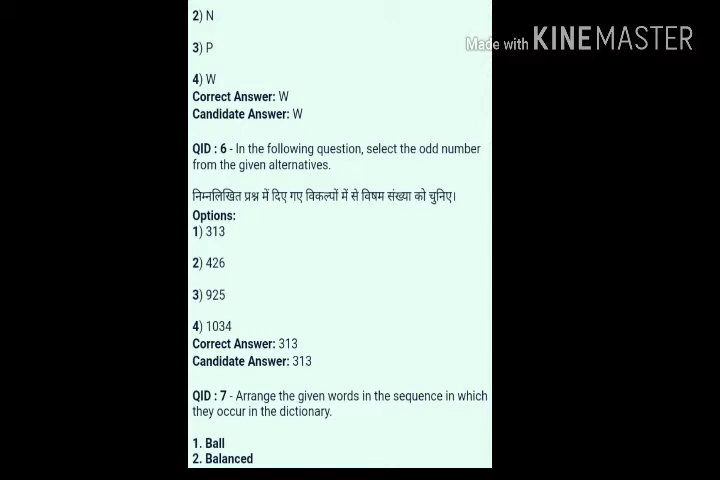 2) N
Made with KINEMASTER
3) P
4) W
Correct Answer: W
Candidate Answer: W
QID : 6 - In the following question, select the odd number
from the given alternatives.
निम्नलिखित प्रश्न में दिए गए विकल्पों में से विषम संख्या को चुनिए।
Options:
1) 313
2) 426
3) 925
4) 1034
Correct Answer: 313
Candidate Answer: 313
QID : 7 - Arrange the given words in the sequence in which
they occur in the dictionary.
1. Ball
2. Balanced